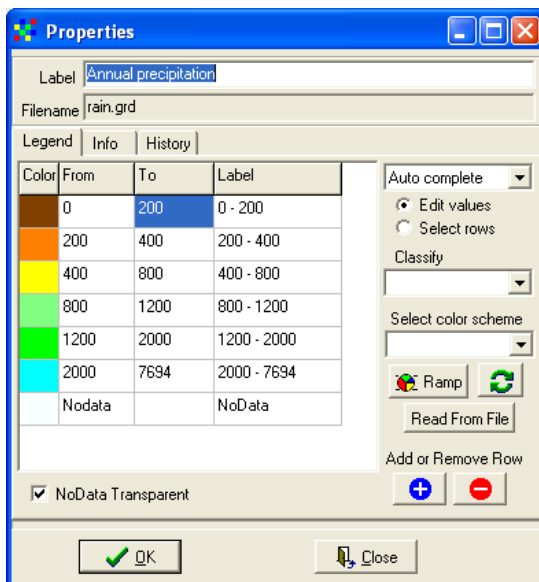 Properties
Label Annual precipitation
Filename rain.grd
Legend Info History
Color From To Label
0 200 0 - 200
200 400 200 - 400
400 800 400 - 800
800 1200 800 - 1200
1200 2000 1200 - 2000
2000 7694 2000 - 7694
Nodata NoData
Auto complete
Edit values
Select rows
Classify
Select color scheme
Ramp
Read From File
Add or Remove Row
NoData Transparent
OK Close